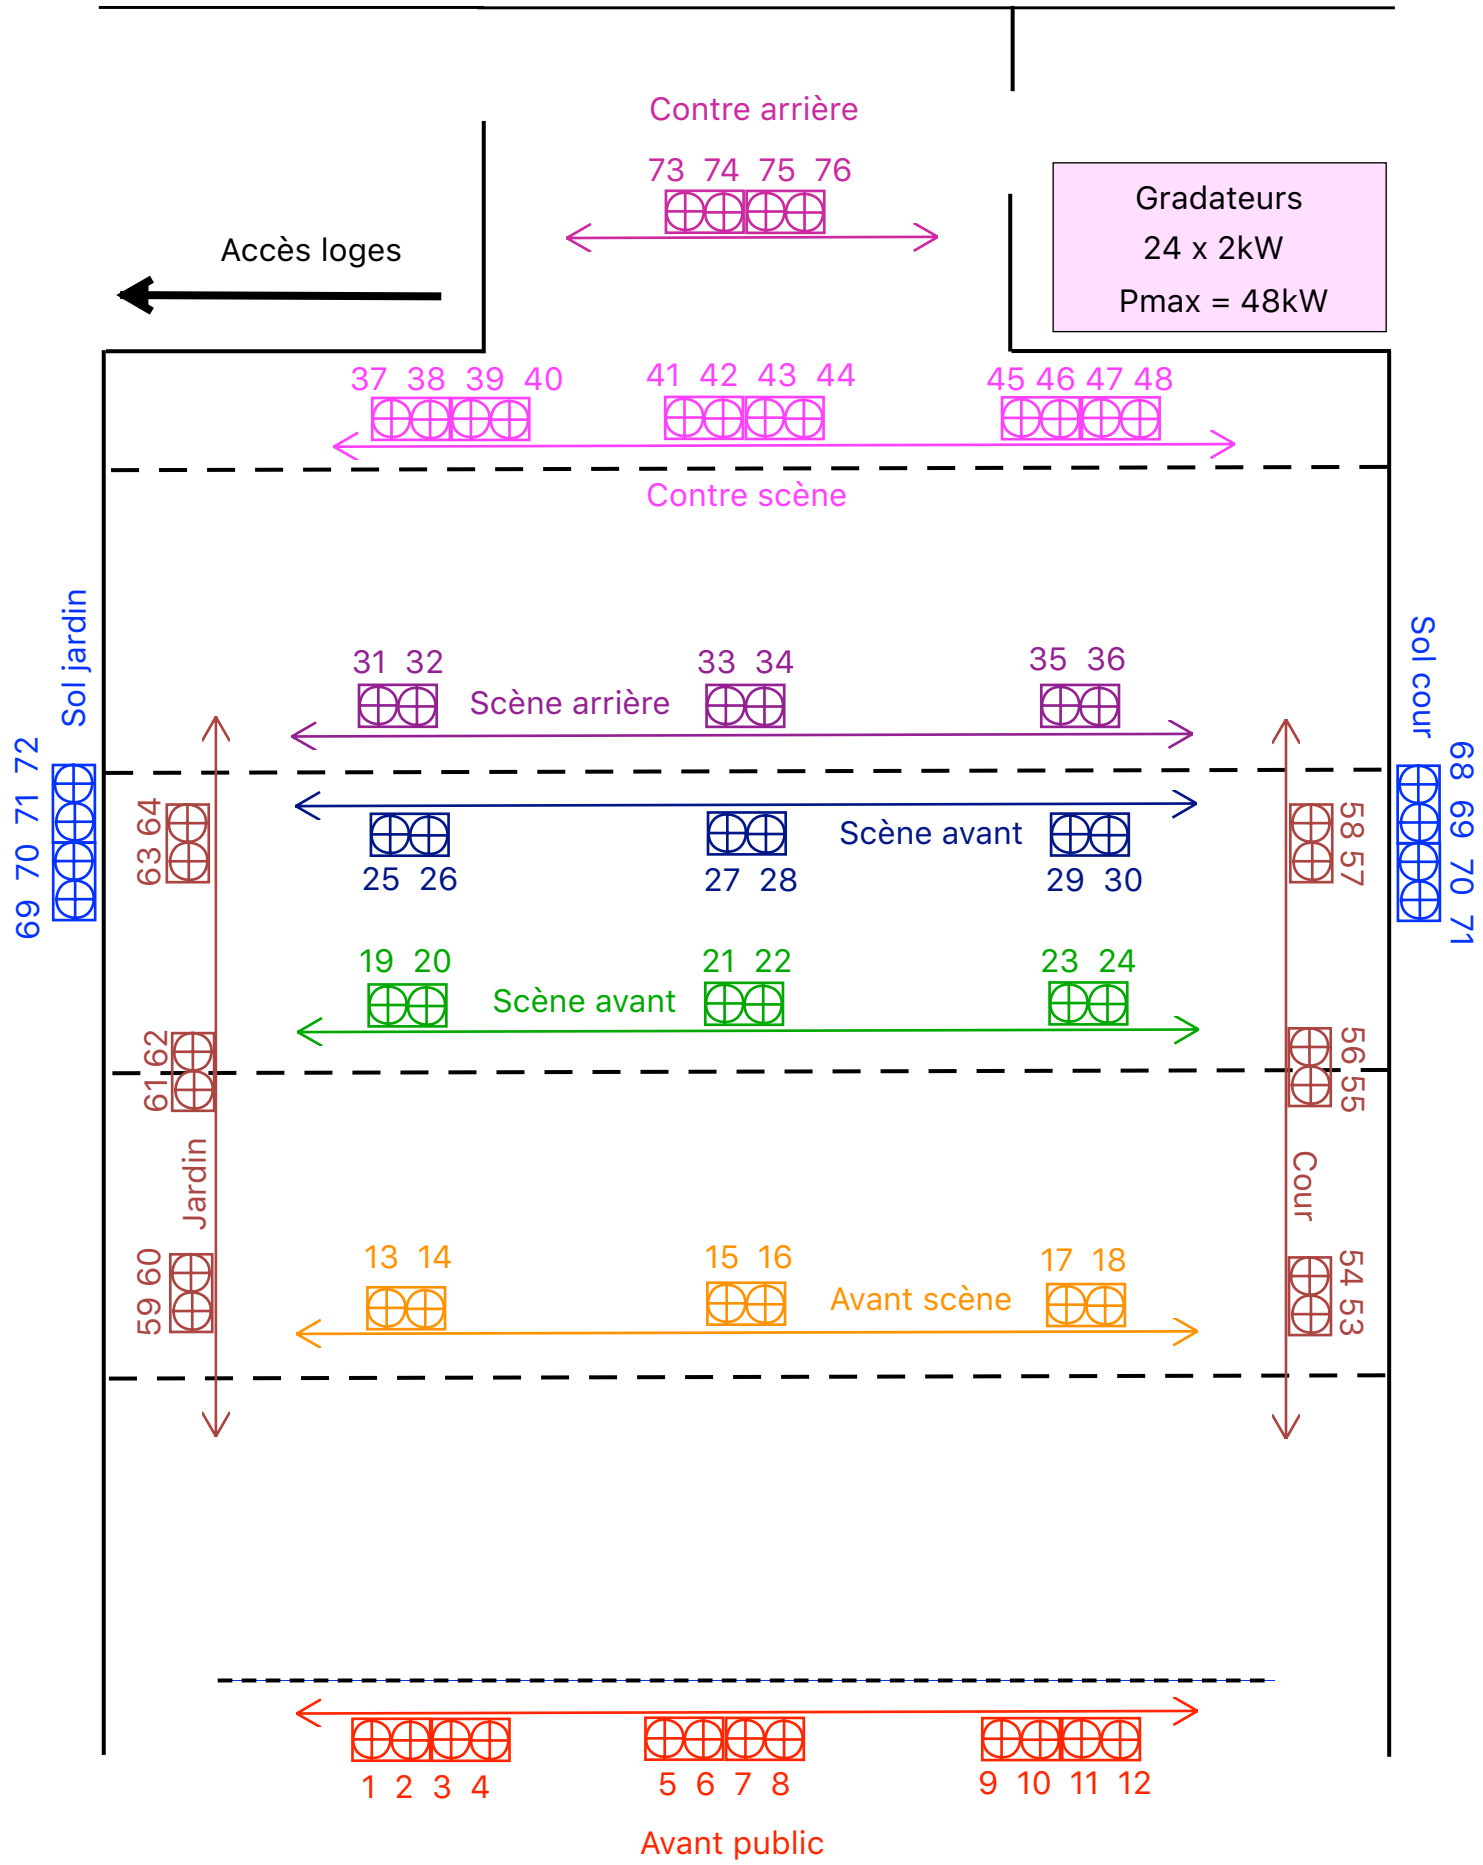 Contre arrière
73 74 75 76
Gradateurs
24 x 2kW
Pmax = 48kW
Accès loges
37 38 39 40
41 42 43 44
45 46 47 48
Contre scène
Sol jardin
69 70 71 72
Sol cour
68 69 70 71
31 32
Scène arrière
33 34
35 36
63 64
58 57
25 26
27 28
Scène avant
29 30
19 20
Scène avant
21 22
23 24
61 62
56 55
Jardin
Cour
59 60
54 53
13 14
15 16
Avant scène
17 18
1 2 3 4
5 6 7 8
9 10 11 12
Avant public